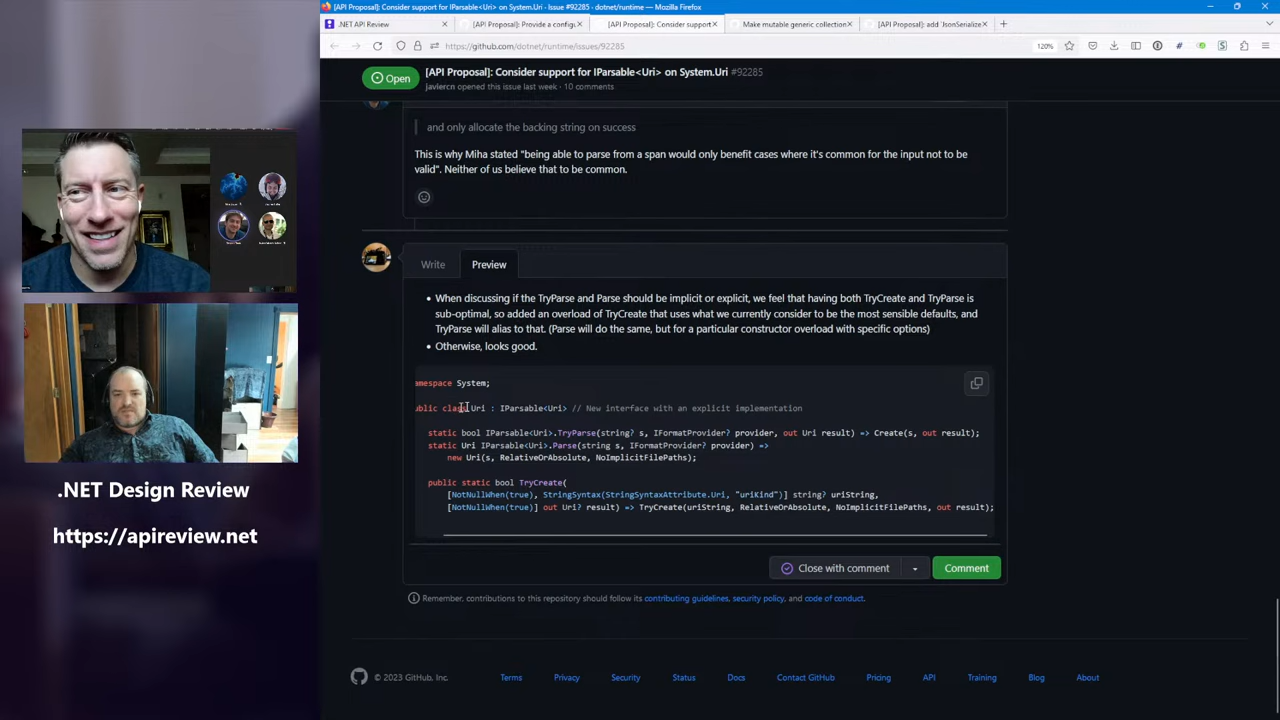 [API Proposal]: Consider support for IParsable<Uri> on System.Uri · Issue #92285 · dotnet/runtime — Mozilla Firefox
.NET API Review
[API Proposal]: Provide a configu
[API Proposal]: Consider support
Make mutable generic collection
[API Proposal]: add `JsonSerialize
https://github.com/dotnet/runtime/issues/92285
120%
Open
[API Proposal]: Consider support for IParsable<Uri> on System.Uri #92285
javiercn opened this issue last week · 10 comments
and only allocate the backing string on success
This is why Miha stated "being able to parse from a span would only benefit cases where it's common for the input not to be
valid". Neither of us believe that to be common.
Write
Preview
• When discussing if the TryParse and Parse should be implicit or explicit, we feel that having both TryCreate and TryParse is
sub-optimal, so added an overload of TryCreate that uses what we currently consider to be the most sensible defaults, and
TryParse will alias to that. (Parse will do the same, but for a particular constructor overload with specific options)
• Otherwise, looks good.
amespace System;
ublic class Uri : IParsable<Uri> // New interface with an explicit implementation
static bool IParsable<Uri>.TryParse(string? s, IFormatProvider? provider, out Uri result) => Create(s, out result);
static Uri IParsable<Uri>.Parse(string s, IFormatProvider? provider) =>
new Uri(s, RelativeOrAbsolute, NoImplicitFilePaths);
public static bool TryCreate(
[NotNullWhen(true), StringSyntax(StringSyntaxAttribute.Uri, "uriKind")] string? uriString,
[NotNullWhen(true)] out Uri? result) => TryCreate(uriString, RelativeOrAbsolute, NoImplicitFilePaths, out result);
Close with comment
Comment
Remember, contributions to this repository should follow its contributing guidelines, security policy, and code of conduct.
© 2023 GitHub, Inc.
Terms
Privacy
Security
Status
Docs
Contact GitHub
Pricing
API
Training
Blog
About
.NET Design Review
https://apireview.net